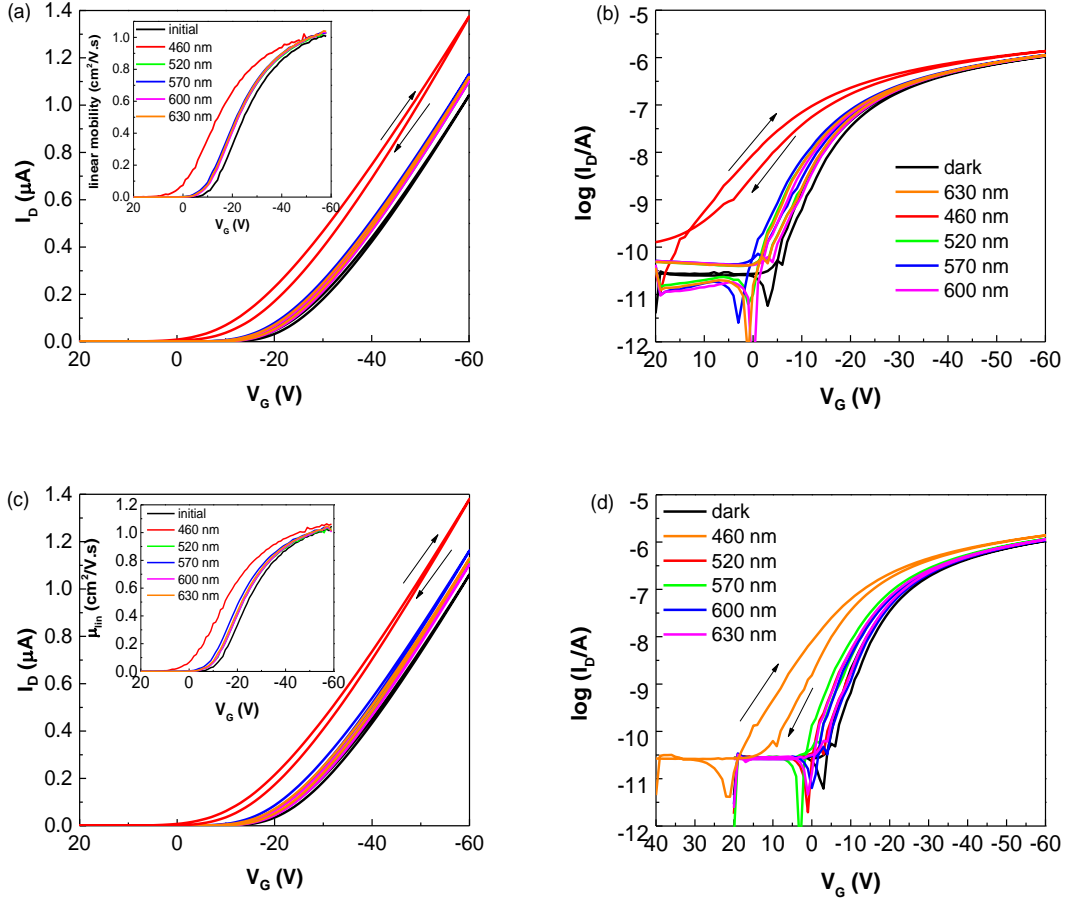 (a)
1.4
1.2
1.0
0.8
0.6
0.4
0.2
0.0
I_D (μA)
20 0 -20 -40 -60
V_G (V)
initial
460 nm
520 nm
570 nm
600 nm
630 nm
1.0
0.8
0.6
0.4
0.2
0.0
linear mobility (cm²/V.s)
20 0 -20 -40 -60
V_G (V)
(b)
-5
-6
-7
-8
-9
-10
-11
-12
log (I_D/A)
20 10 0 -10 -20 -30 -40 -50 -60
V_G (V)
dark
630 nm
460 nm
520 nm
570 nm
600 nm
(c)
1.4
1.2
1.0
0.8
0.6
0.4
0.2
0.0
I_D (μA)
20 0 -20 -40 -60
V_G (V)
initial
460 nm
520 nm
570 nm
600 nm
630 nm
1.2
1.0
0.8
0.6
0.4
0.2
0.0
μ_lin (cm²/V.s)
20 0 -20 -40 -60
V_G (V)
(d)
-5
-6
-7
-8
-9
-10
-11
-12
log (I_D/A)
40 30 20 10 0 -10 -20 -30 -40 -50 -60
V_G (V)
dark
460 nm
520 nm
570 nm
600 nm
630 nm